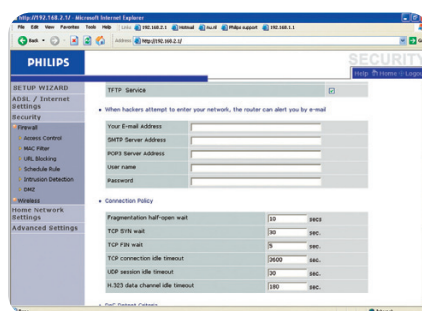 http://192.168.2.1/ - Microsoft Internet Explorer
File Edit View Favorites Tools Help Links 192.168.2.1 Hotmail nu.nl Philips support 192.168.1.1
Back Address http://192.168.2.1/
PHILIPS
SECURITY
Help Home Logout
SETUP WIZARD
ADSL / Internet Settings
Security
Firewall
Access Control
MAC Filter
URL Blocking
Schedule Rule
Intrusion Detection
DMZ
Wireless
Home Network Settings
Advanced Settings
TFTP Service
When hackers attempt to enter your network, the router can alert you by e-mail
Your E-mail Address
SMTP Server Address
POP3 Server Address
User name
Password
Connection Policy
Fragmentation half-open wait 10 secs
TCP SYN wait 30 sec.
TCP FIN wait 5 sec.
TCP connection idle timeout 3600 sec.
UDP session idle timeout 30 sec.
H.323 data channel idle timeout 180 sec.